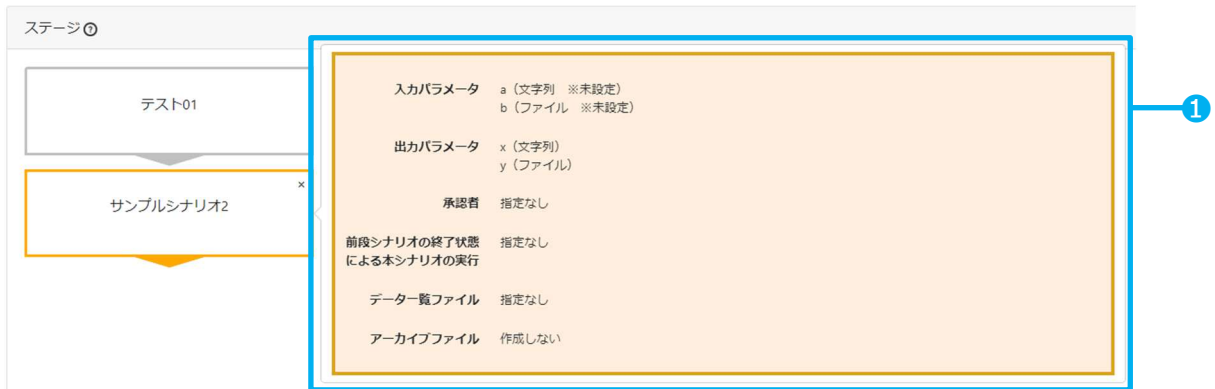 ステージ?
テスト01
×
サンプルシナリオ2
入力パラメータ a（文字列　※未設定）
b（ファイル　※未設定）
出力パラメータ x（文字列）
y（ファイル）
承認者 指定なし
前段シナリオの終了状態 指定なし
による本シナリオの実行
データ一覧ファイル 指定なし
アーカイブファイル 作成しない
1